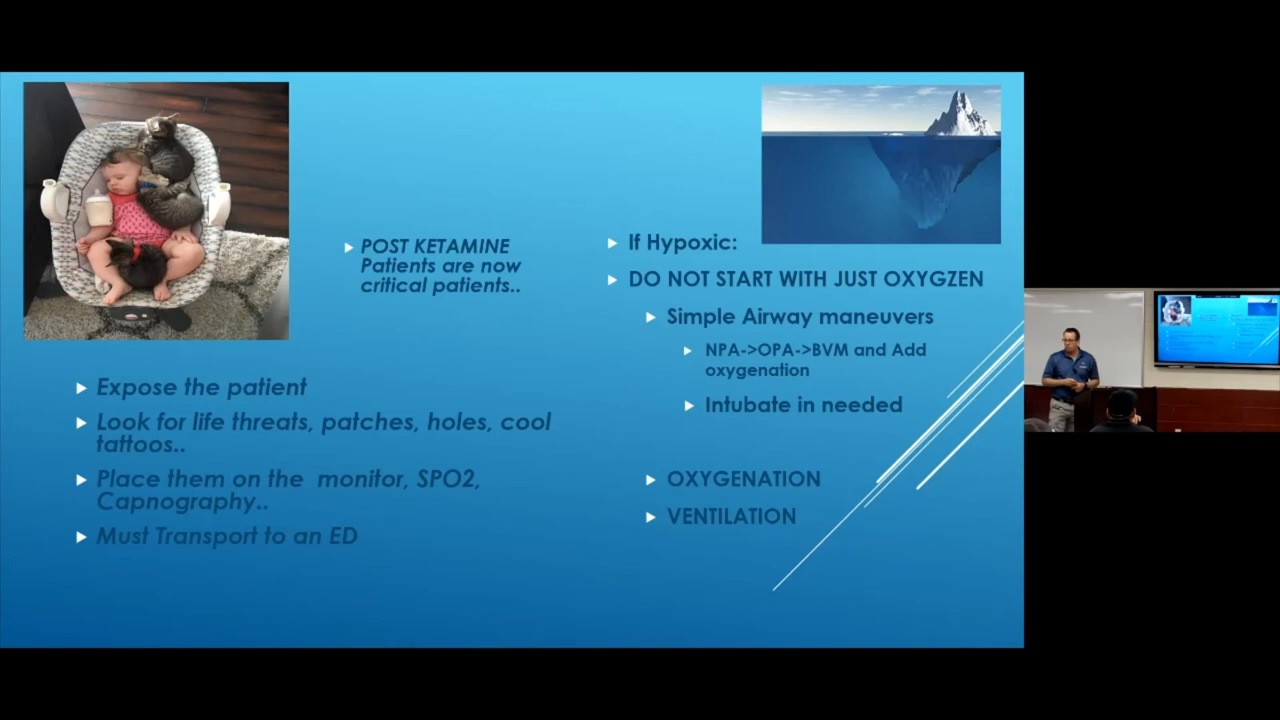 POST KETAMINE
Patients are now
critical patients..
Expose the patient
Look for life threats, patches, holes, cool
tattoos..
Place them on the monitor, SPO2,
Capnography..
Must Transport to an ED
If Hypoxic:
DO NOT START WITH JUST OXYGZEN
Simple Airway maneuvers
NPA->OPA->BVM and Add
oxygenation
Intubate in needed
OXYGENATION
VENTILATION